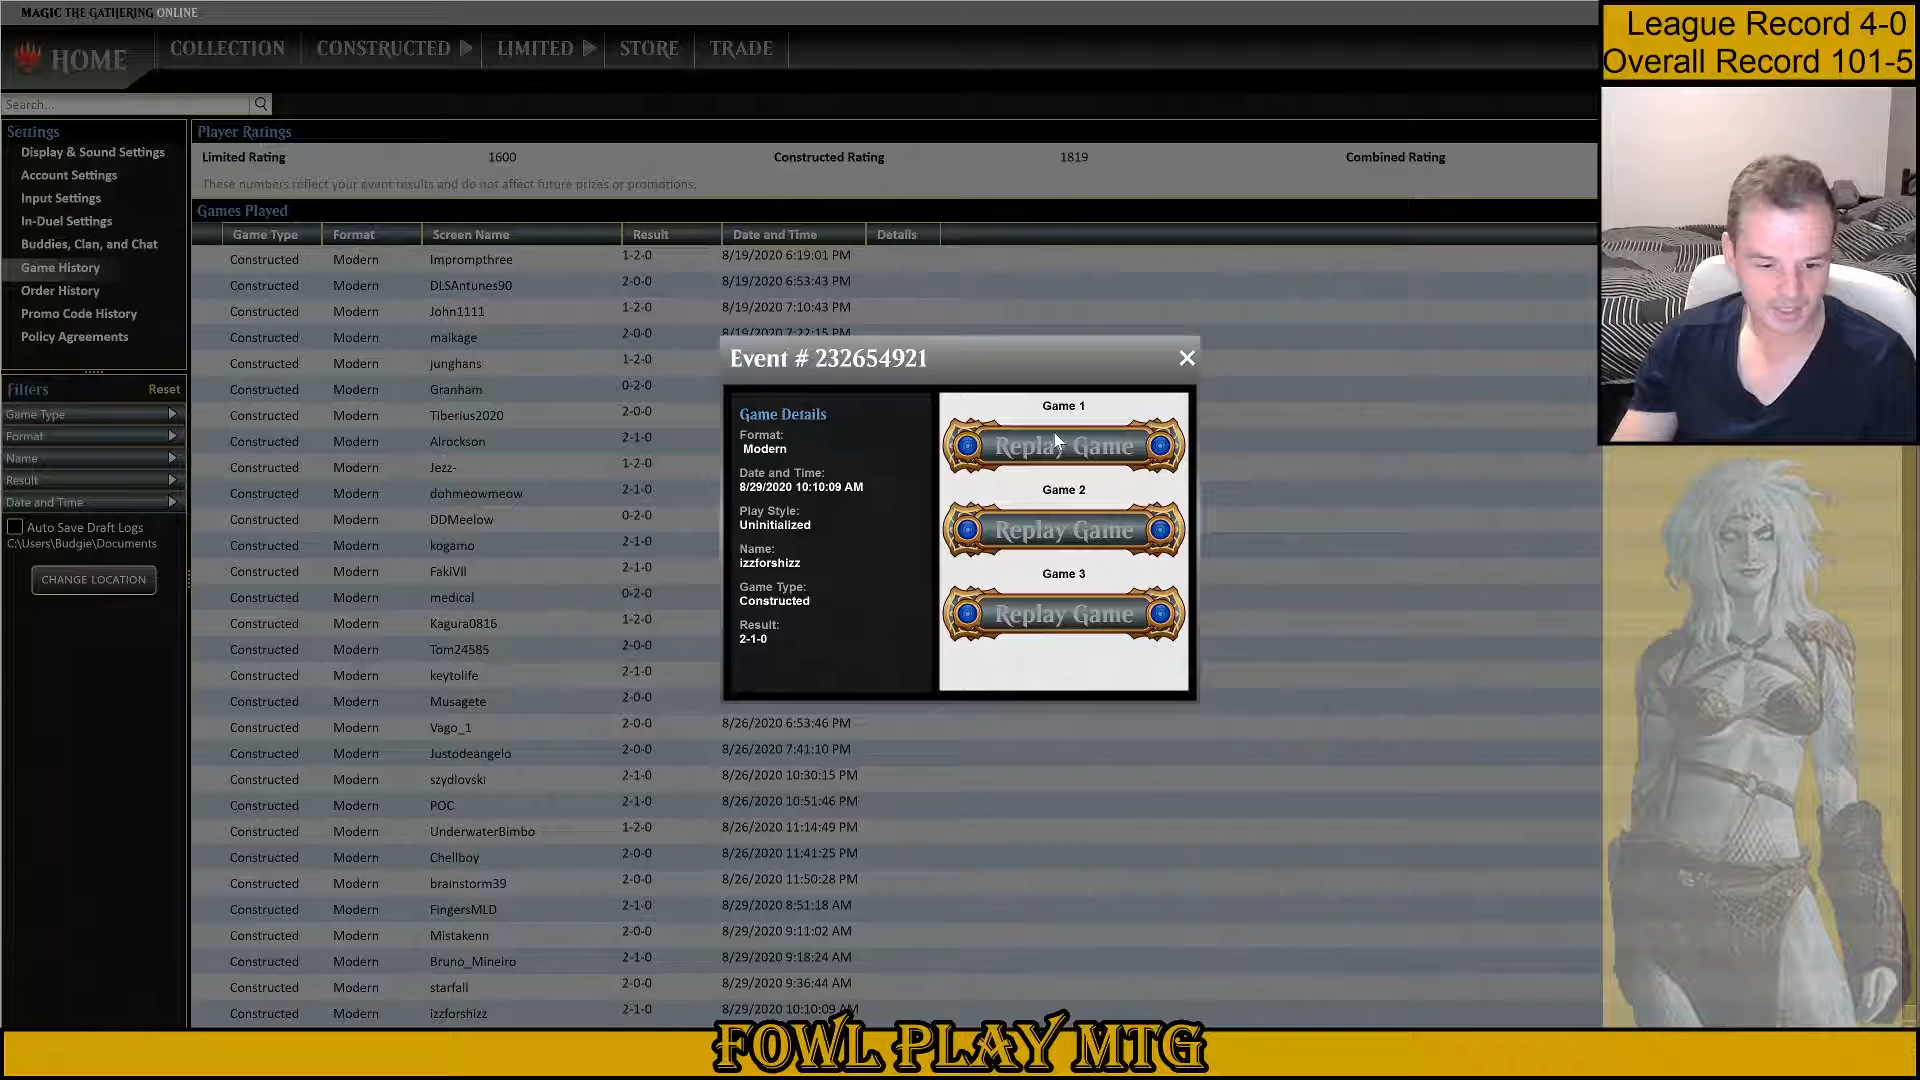 MAGIC THE GATHERING ONLINE
HOME
COLLECTION
CONSTRUCTED
LIMITED
STORE
TRADE
League Record 4-0
Overall Record 101-5
Search...
Settings
Display & Sound Settings
Account Settings
Input Settings
In-Duel Settings
Buddies, Clan, and Chat
Game History
Order History
Promo Code History
Policy Agreements
Filters Reset
Game Type
Format
Name
Result
Date and Time
Auto Save Draft Logs
C:\Users\Budgie\Documents
CHANGE LOCATION
Player Ratings
Limited Rating 1600 Constructed Rating 1819 Combined Rating
These numbers reflect your event results and do not affect future prizes or promotions.
Games Played
Game Type Format Screen Name Result Date and Time Details
Constructed Modern Imprompthree 1-2-0 8/19/2020 6:19:01 PM
Constructed Modern DLSAntunes90 2-0-0 8/19/2020 6:53:43 PM
Constructed Modern John1111 1-2-0 8/19/2020 7:10:43 PM
Constructed Modern malkage 2-0-0 8/19/2020 7:22:15 PM
Constructed Modern junghans 1-2-0
Constructed Modern Granham 0-2-0
Constructed Modern Tiberius2020 2-0-0
Constructed Modern Alrockson 2-1-0
Constructed Modern Jezz- 1-2-0
Constructed Modern dohmeowmeow 2-1-0
Constructed Modern DDMeelow 0-2-0
Constructed Modern kogamo 2-1-0
Constructed Modern FakiVII 2-1-0
Constructed Modern medical 0-2-0
Constructed Modern Kagura0816 1-2-0
Constructed Modern Tom24585 2-0-0
Constructed Modern keytolife 2-1-0
Constructed Modern Musagete 2-0-0
Constructed Modern Vago_1 2-0-0 8/26/2020 6:53:46 PM
Constructed Modern Justodeangelo 2-0-0 8/26/2020 7:41:10 PM
Constructed Modern szydlovski 2-1-0 8/26/2020 10:30:15 PM
Constructed Modern POC 2-1-0 8/26/2020 10:51:46 PM
Constructed Modern UnderwaterBimbo 1-2-0 8/26/2020 11:14:49 PM
Constructed Modern Chellboy 2-0-0 8/26/2020 11:41:25 PM
Constructed Modern brainstorm39 2-0-0 8/26/2020 11:50:28 PM
Constructed Modern FingersMLD 2-1-0 8/29/2020 8:51:18 AM
Constructed Modern Mistakenn 2-0-0 8/29/2020 9:11:02 AM
Constructed Modern Bruno_Mineiro 2-1-0 8/29/2020 9:18:24 AM
Constructed Modern starfall 2-0-0 8/29/2020 9:36:44 AM
Constructed Modern izzforshizz 2-1-0 8/29/2020 10:10:09 AM
Event # 232654921
Game Details
Format:
Modern
Date and Time:
8/29/2020 10:10:09 AM
Play Style:
Uninitialized
Name:
izzforshizz
Game Type:
Constructed
Result:
2-1-0
Game 1
Replay Game
Game 2
Replay Game
Game 3
Replay Game
FOWL PLAY MTG